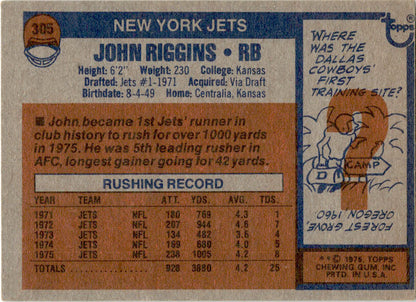 305
NEW YORK JETS
JOHN RIGGINS • RB
Height: 6'2" Weight: 230 College: Kansas
Drafted: Jets #1-1971 Acquired: Via Draft
Birthdate: 8-4-49 Home: Centralia, Kansas
John became 1st Jets' runner in
club history to rush for over 1000 yards
in 1975. He was 5th leading rusher in
AFC, longest gainer going for 42 yards.
RUSHING RECORD
YEAR TEAM ATT. YDS. AVG. TDS.
1971 JETS NFL 180 769 4.3 1
1972 JETS NFL 207 944 4.6 7
1973 JETS NFL 134 482 3.6 4
1974 JETS NFL 169 680 4.0 5
1975 JETS NFL 238 1005 4.2 8
TOTALS 928 3880 4.2 25
topps
WHERE
WAS THE
DALLAS
COWBOYS'
FIRST
TRAINING SITE?
CAMP
FOREST GROVE,
OREGON 1960
** © 1976, TOPPS
CHEWING GUM, INC
PRTD. IN U.S.A.